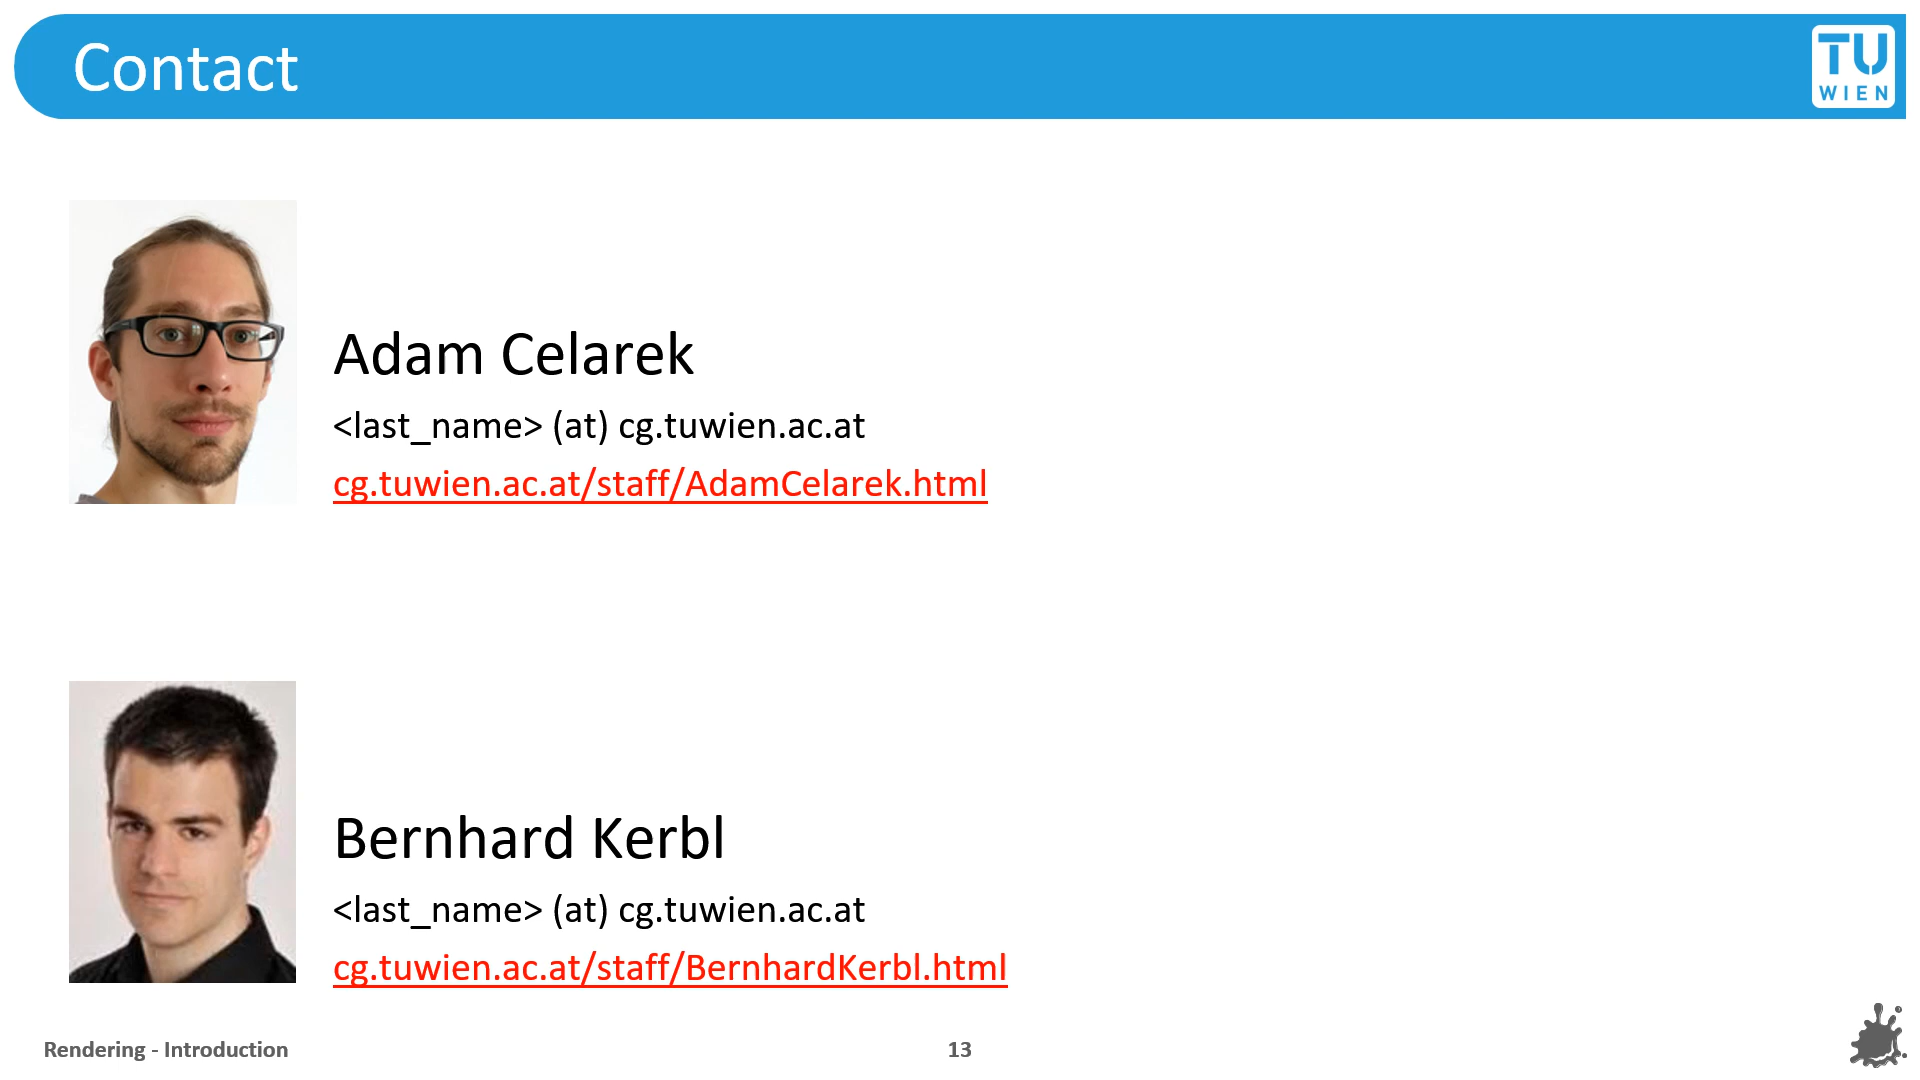 Contact
TU
WIEN
Adam Celarek
<last_name> (at) cg.tuwien.ac.at
cg.tuwien.ac.at/staff/AdamCelarek.html
Bernhard Kerbl
<last_name> (at) cg.tuwien.ac.at
cg.tuwien.ac.at/staff/BernhardKerbl.html
Rendering - Introduction
13